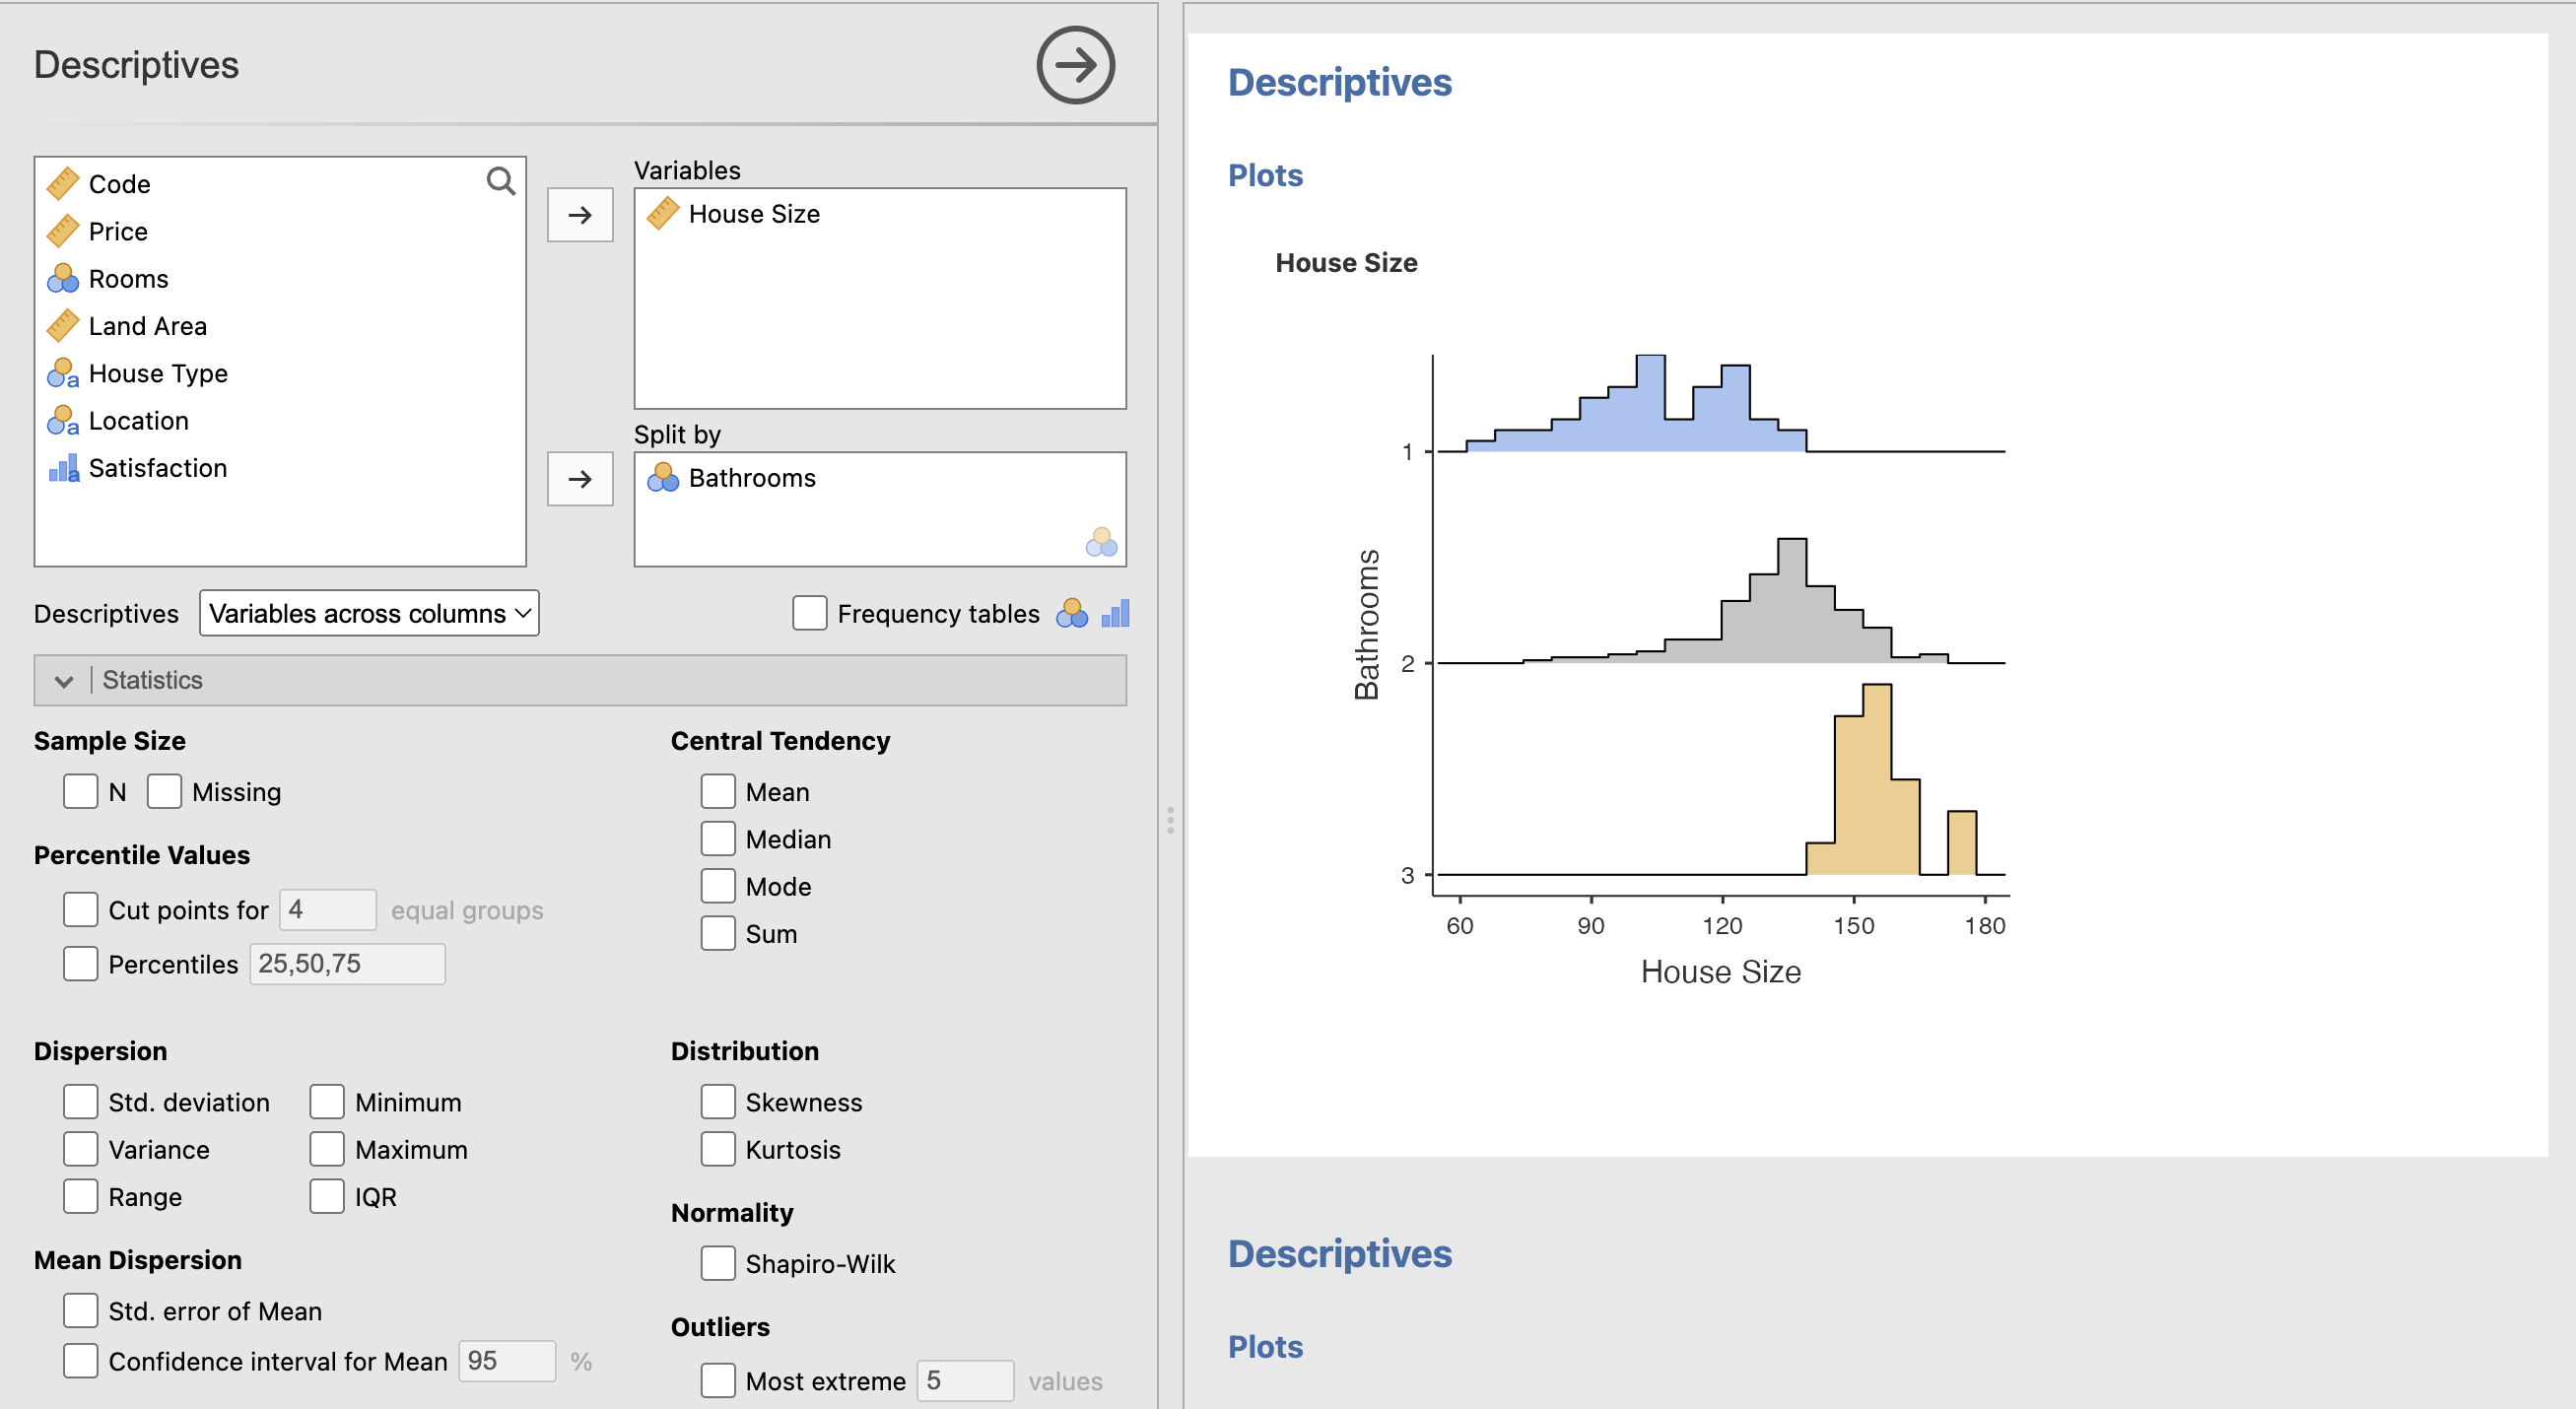 Descriptives
Code
Price
Rooms
Land Area
House Type
Location
Satisfaction
Variables
House Size
Split by
Bathrooms
Descriptives Variables across columns
Frequency tables
Statistics
Sample Size
N Missing
Percentile Values
Cut points for 4 equal groups
Percentiles 25,50,75
Central Tendency
Mean
Median
Mode
Sum
Dispersion
Std. deviation Minimum
Variance Maximum
Range IQR
Mean Dispersion
Std. error of Mean
Confidence interval for Mean 95 %
Distribution
Skewness
Kurtosis
Normality
Shapiro-Wilk
Outliers
Most extreme 5 values
Descriptives
Plots
House Size
Bathrooms
1
2
3
60 90 120 150 180
House Size
Descriptives
Plots